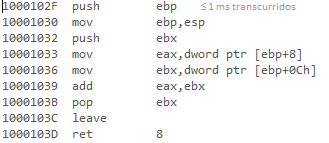 1000102F push ebp ≤ 1 ms transcurridos
10001030 mov ebp,esp
10001032 push ebx
10001033 mov eax,dword ptr [ebp+8]
10001036 mov ebx,dword ptr [ebp+0Ch]
10001039 add eax,ebx
1000103B pop ebx
1000103C leave
1000103D ret 8